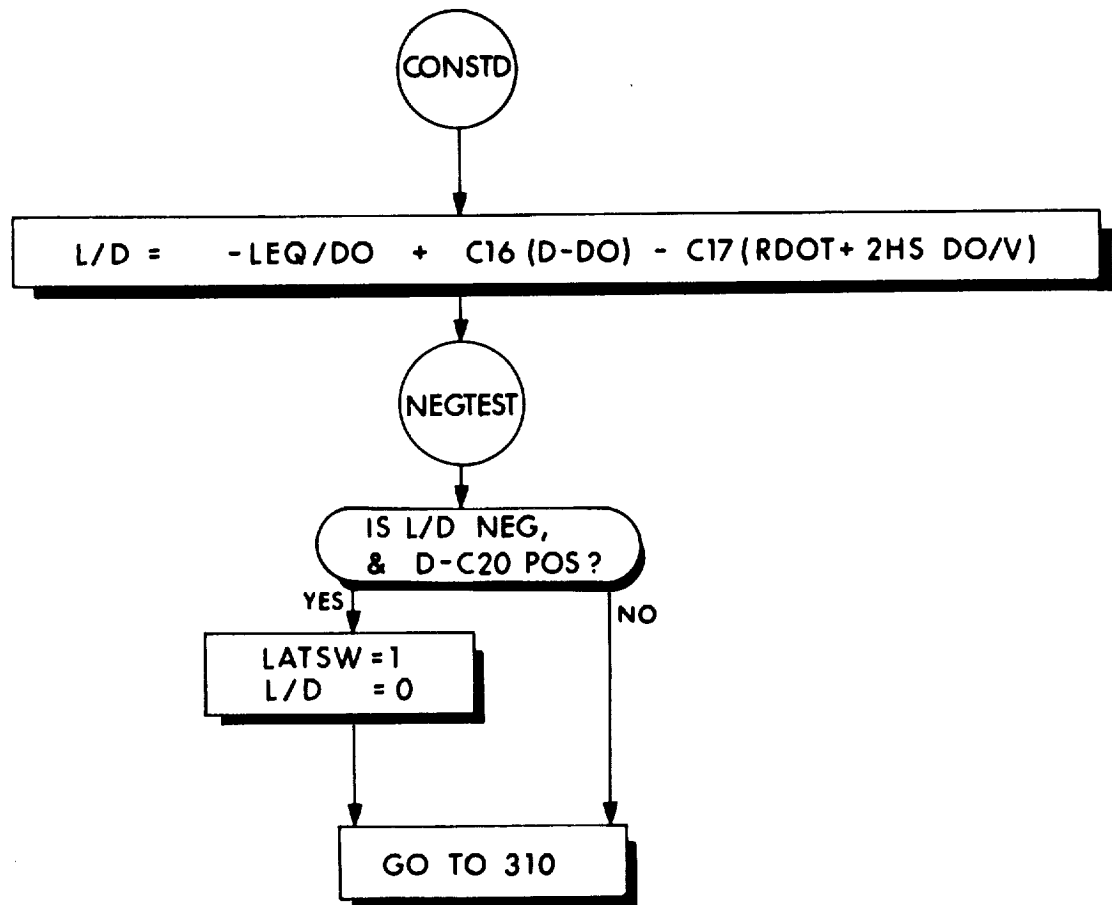 CONSTD
L/D = -LEQ/DO + C16 (D-DO) - C17 (RDOT+ 2HS DO/V)
NEGTEST
IS L/D NEG,
& D-C20 POS?
YES
NO
LATSW =1
L/D =0
GO TO 310